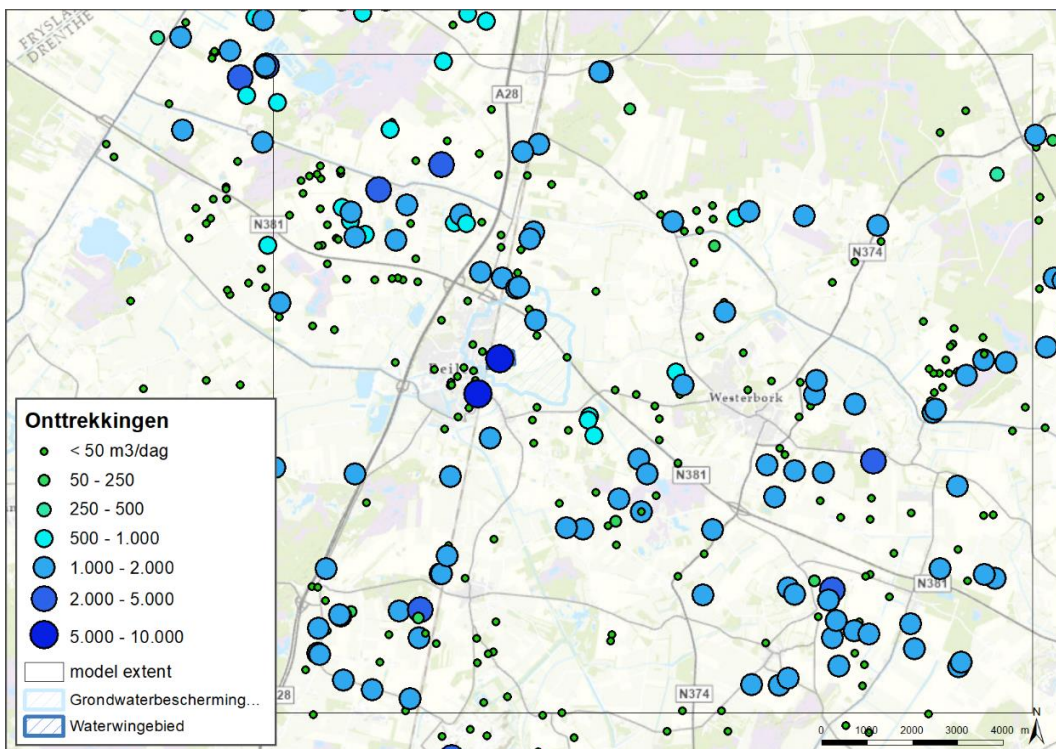 FRYSLÂN
DRENTHE
A28
N381
N374
Westerbork
N381
N381
N374
Onttrekkingen
< 50 m3/dag
50 - 250
250 - 500
500 - 1.000
1.000 - 2.000
2.000 - 5.000
5.000 - 10.000
model extent
Grondwaterbescherming...
Waterwingebied
28
N
0 1000 2000 3000 4000 m